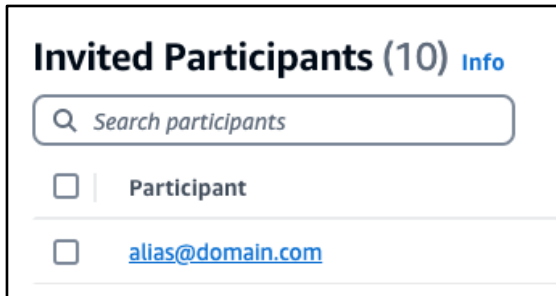 Invited Participants (10) Info
Search participants
Participant
alias@domain.com